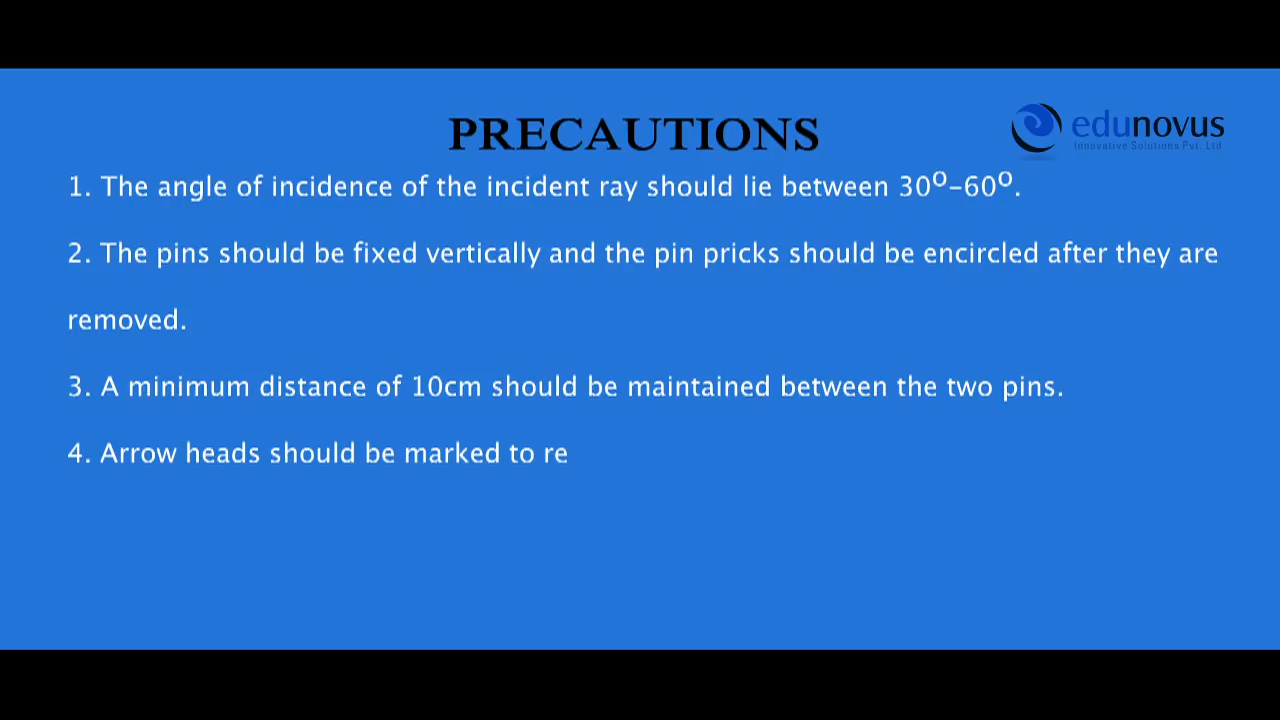 PRECAUTIONS
edunovus
Innovative Solutions Pvt. Ltd
1. The angle of incidence of the incident ray should lie between 30º-60º.
2. The pins should be fixed vertically and the pin pricks should be encircled after they are
removed.
3. A minimum distance of 10cm should be maintained between the two pins.
4. Arrow heads should be marked to re